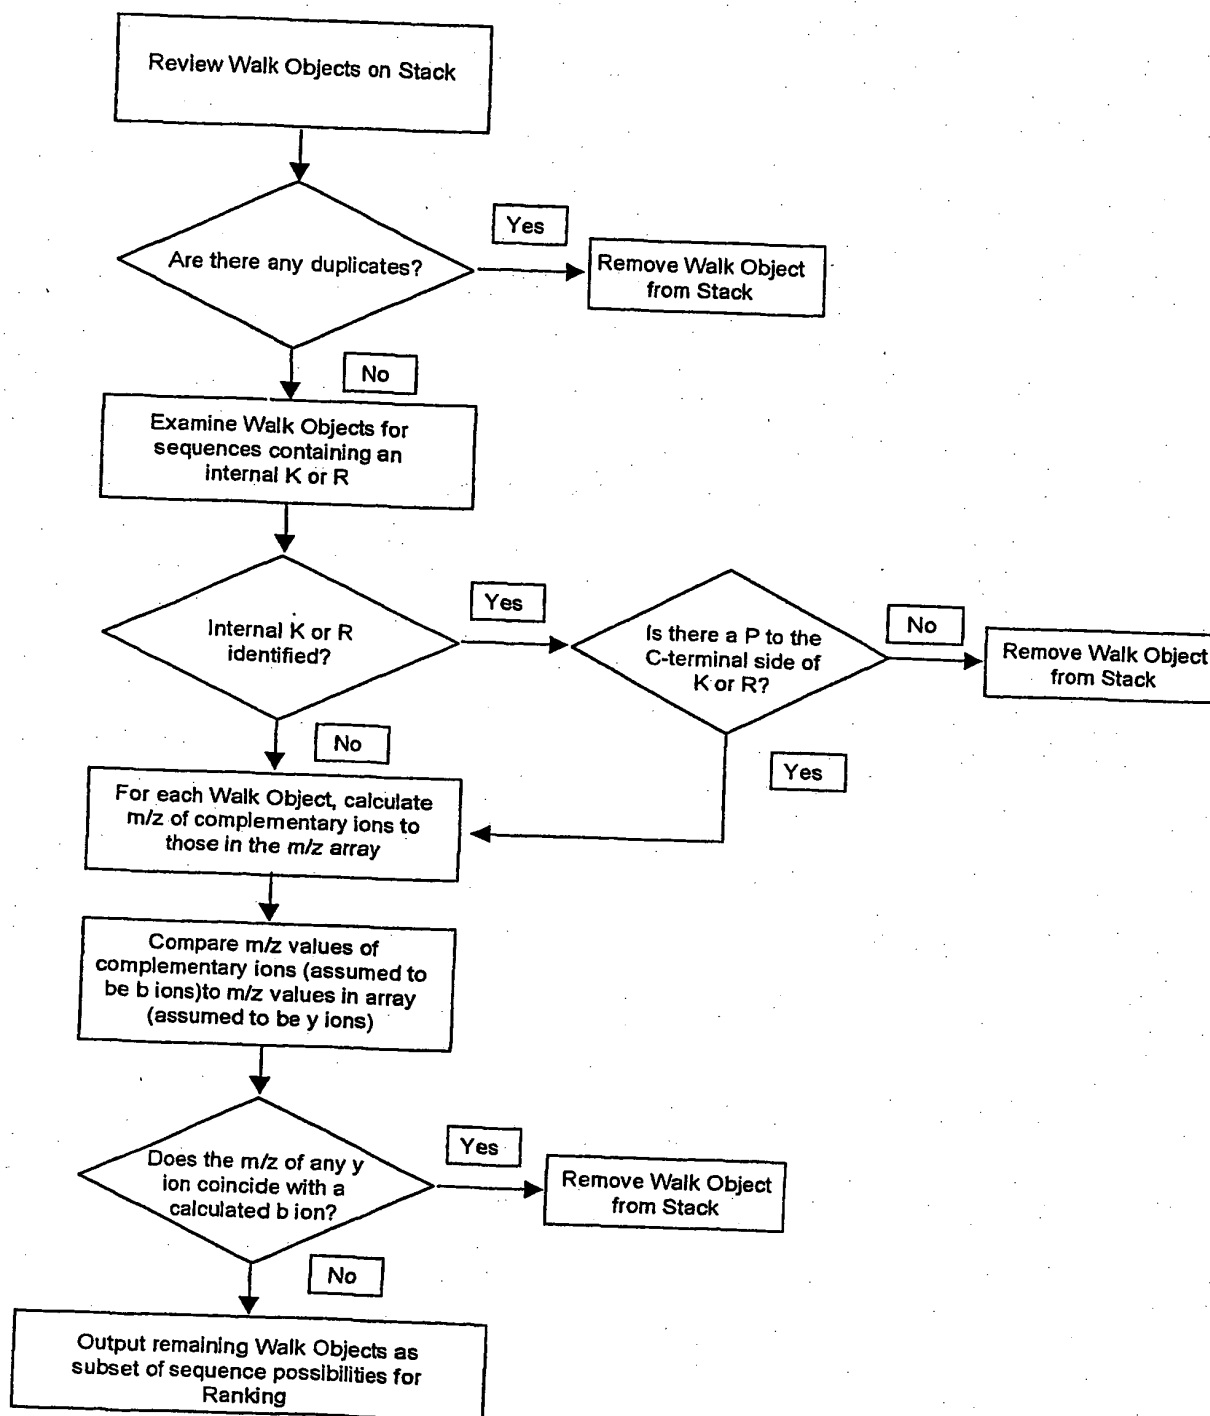 Review Walk Objects on Stack
Are there any duplicates?
Yes
Remove Walk Object
from Stack
No
Examine Walk Objects for
sequences containing an
internal K or R
Internal K or R
identified?
Yes
Is there a P to the
C-terminal side of
K or R?
No
Remove Walk Object
from Stack
Yes
No
For each Walk Object, calculate
m/z of complementary ions to
those in the m/z array
Compare m/z values of
complementary ions (assumed to
be b ions)to m/z values in array
(assumed to be y ions)
Does the m/z of any y
ion coincide with a
calculated b ion?
Yes
Remove Walk Object
from Stack
No
Output remaining Walk Objects as
subset of sequence possibilities for
Ranking